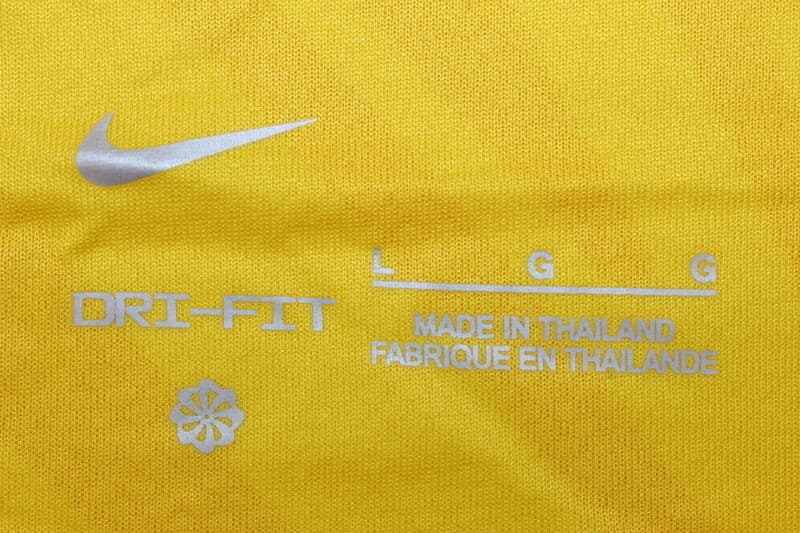 DRI-FIT
L G G
MADE IN THAILAND
FABRIQUE EN THAILANDE